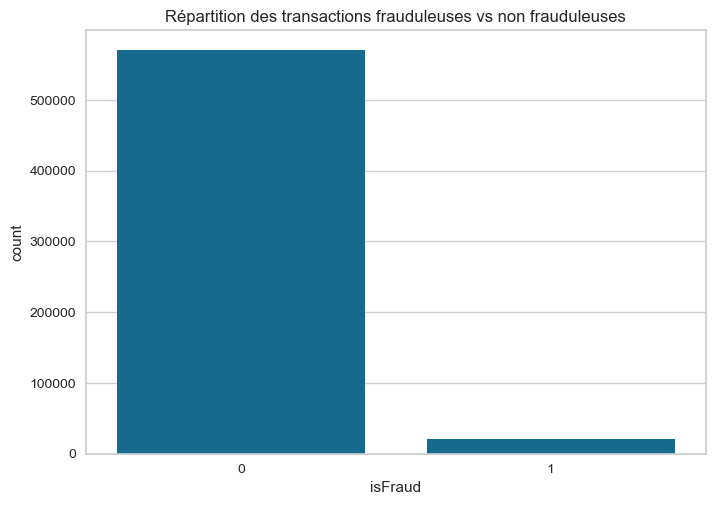 Répartition des transactions frauduleuses vs non frauduleuses
500000
400000
300000
200000
100000
0
count
0 1
isFraud